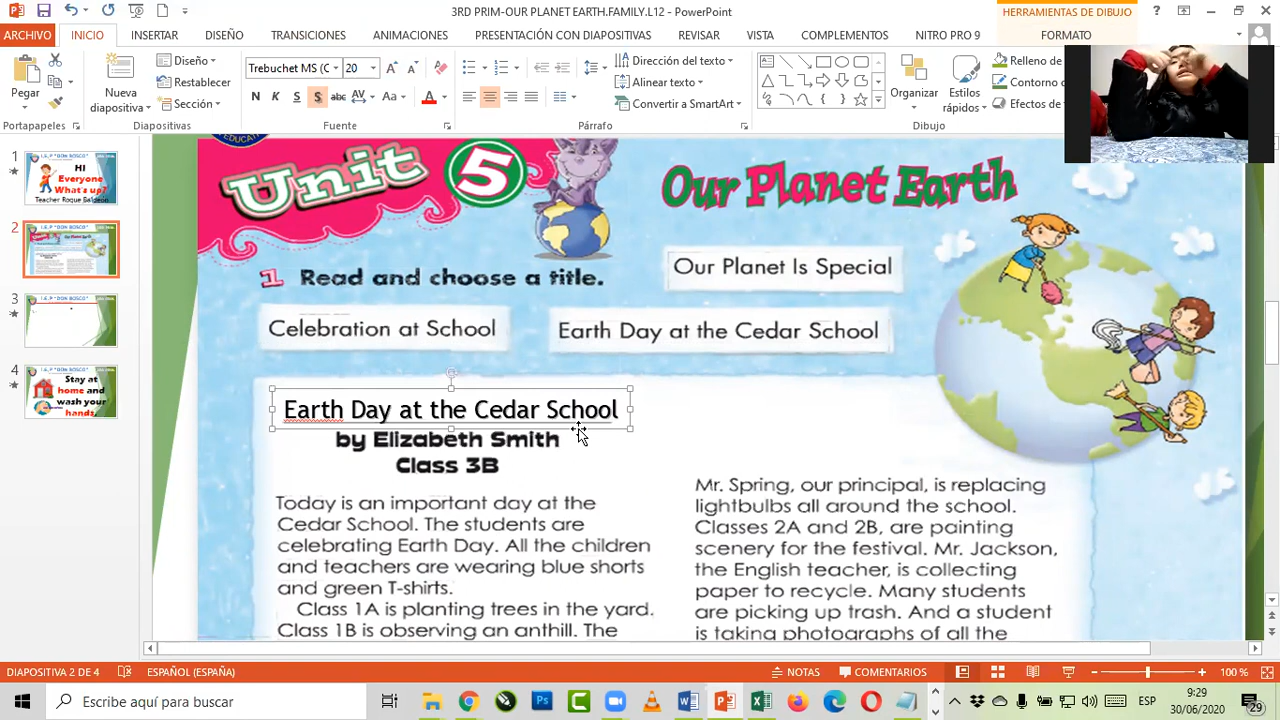 3RD PRIM-OUR PLANET EARTH.FAMILY.L12 - PowerPoint
HERRAMIENTAS DE DIBUJO
ARCHIVO INICIO INSERTAR DISEÑO TRANSICIONES ANIMACIONES PRESENTACIÓN CON DIAPOSITIVAS REVISAR VISTA COMPLEMENTOS NITRO PRO 9 FORMATO
Pegar
Nueva diapositiva
Diseño
Restablecer
Sección
Trebuchet MS (C 20
N K S S abc AV Aa A
Dirección del texto
Alinear texto
Convertir a SmartArt
Organizar
Estilos rápidos
Relleno de
Contorno
Efectos de
Portapapeles Diapositivas Fuente Párrafo Dibujo
1
I.E.P "DON BOSCO"
HI
Everyone
What's up?
2
3
4
Stay at
home and
wash your
hands.
Unit 5
Our Planet Earth
1 Read and choose a title.
Our Planet Is Special
Celebration at School
Earth Day at the Cedar School
Earth Day at the Cedar School
by Elizabeth Smith
Class 3B
Today is an important day at the
Cedar School. The students are
celebrating Earth Day. All the children
and teachers are wearing blue shorts
and green T-shirts.
Class 1A is planting trees in the yard.
Class 1B is observing an anthill. The
Mr. Spring, our principal, is replacing
lightbulbs all around the school.
Classes 2A and 2B, are painting
scenery for the festival. Mr. Jackson,
the English teacher, is collecting
paper to recycle. Many students
are picking up trash. And a student
is taking photographs of all the
DIAPOSITIVA 2 DE 4 ESPAÑOL (ESPAÑA) NOTAS COMENTARIOS 100 %
Escribe aquí para buscar
ESP
9:29
30/06/2020
29